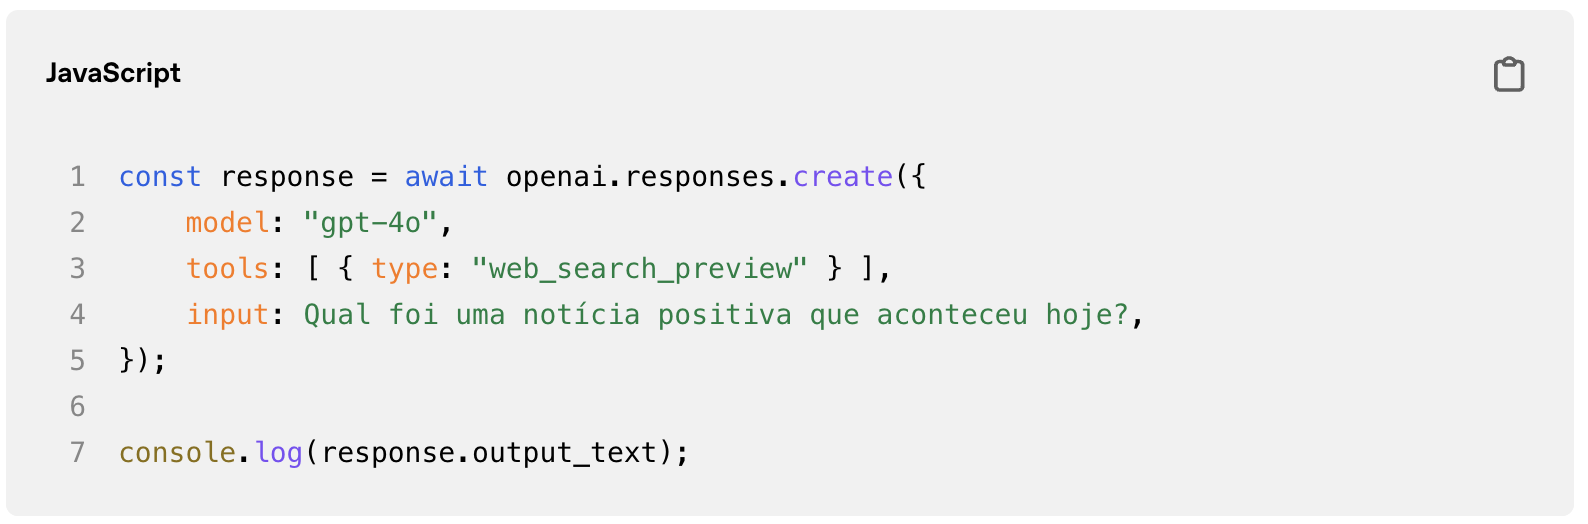 JavaScript
1 const response = await openai.responses.create({
2     model: "gpt-4o",
3     tools: [ { type: "web_search_preview" } ],
4     input: Qual foi uma notícia positiva que aconteceu hoje?,
5 });
6
7 console.log(response.output_text);